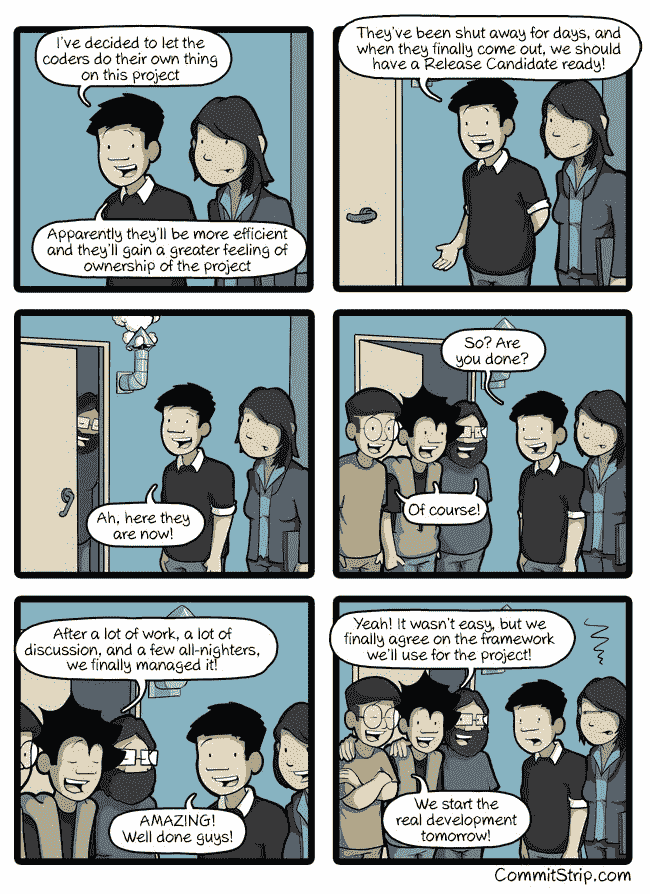 I've decided to let the
coders do their own thing
on this project
Apparently they'll be more efficient
and they'll gain a greater feeling of
ownership of the project
They've been shut away for days, and
when they finally come out, we should
have a Release Candidate ready!
Ah, here they
are now!
So? Are
you done?
Of course!
After a lot of work, a lot of
discussion, and a few all-nighters,
we finally managed it!
AMAZING!
Well done guys!
Yeah! It wasn't easy, but we
finally agree on the framework
we'll use for the project!
We start the
real development
tomorrow!
CommitStrip.com